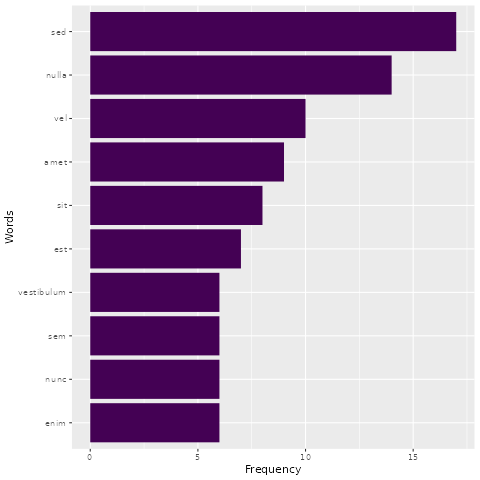 sed
nulla
vel
amet
sit
est
vestibulum
sem
nunc
enim
Words
0 5 10 15
Frequency